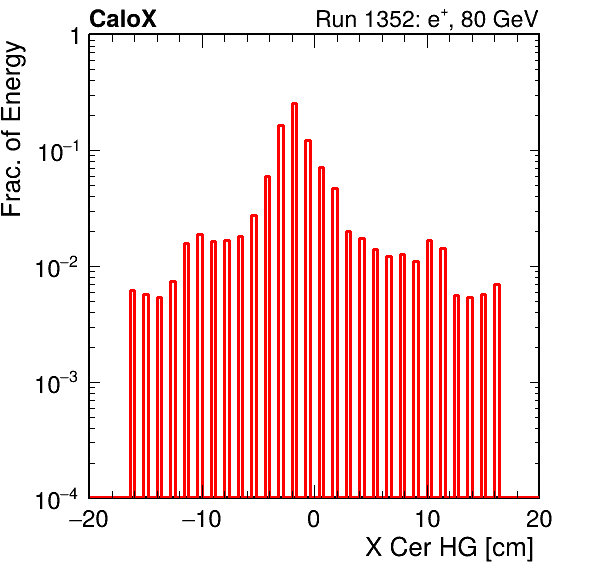 CaloX Run 1352: e⁺, 80 GeV
Frac. of Energy
1
10⁻¹
10⁻²
10⁻³
10⁻⁴
−20 −10 0 10 20
X Cer HG [cm]